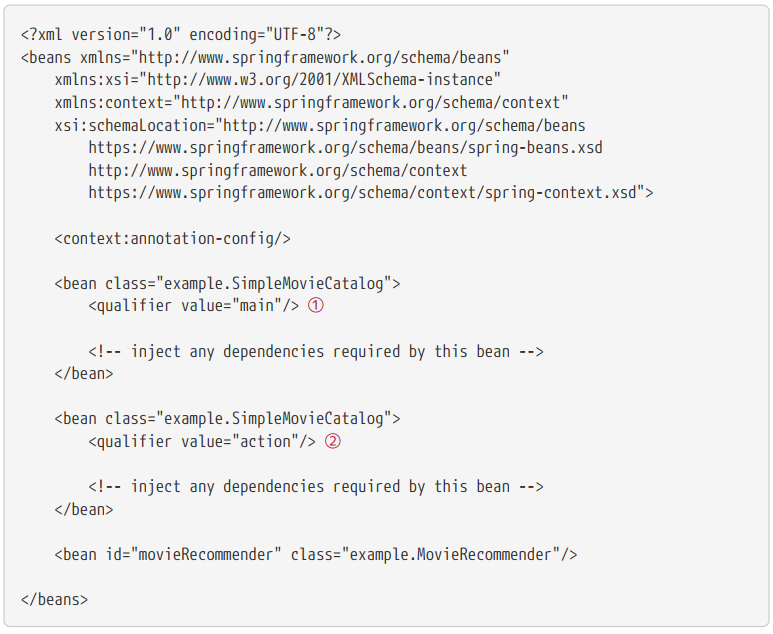 <?xml version="1.0" encoding="UTF-8"?>
<beans xmlns="http://www.springframework.org/schema/beans"
    xmlns:xsi="http://www.w3.org/2001/XMLSchema-instance"
    xmlns:context="http://www.springframework.org/schema/context"
    xsi:schemaLocation="http://www.springframework.org/schema/beans
        https://www.springframework.org/schema/beans/spring-beans.xsd
        http://www.springframework.org/schema/context
        https://www.springframework.org/schema/context/spring-context.xsd">

    <context:annotation-config/>

    <bean class="example.SimpleMovieCatalog">
        <qualifier value="main"/> ①

        <!-- inject any dependencies required by this bean -->
    </bean>

    <bean class="example.SimpleMovieCatalog">
        <qualifier value="action"/> ②

        <!-- inject any dependencies required by this bean -->
    </bean>

    <bean id="movieRecommender" class="example.MovieRecommender"/>

</beans>